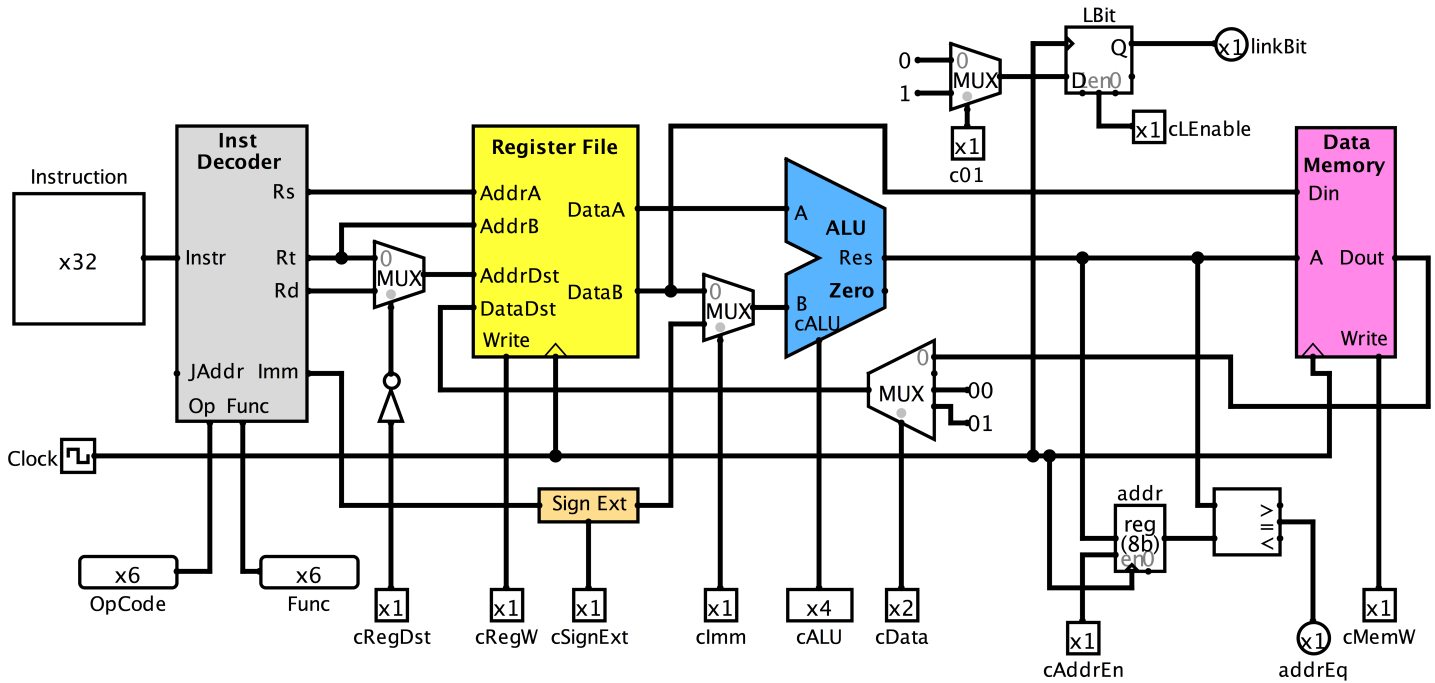 LBit
0
1
0
MUX
Q
D
en0
x1
linkBit
x1
cLEnable
x1
c01
Instruction
x32
Inst
Decoder
Rs
Instr
Rt
Rd
JAddr
Imm
Op
Func
0
MUX
Register File
AddrA
DataA
AddrB
AddrDst
DataB
DataDst
Write
0
MUX
A
ALU
Res
Zero
B
cALU
Data
Memory
Din
A
Dout
Write
0
MUX
00
01
Clock
Sign Ext
addr
reg
(8b)
en0
>
=
<
x6
OpCode
x6
Func
x1
cRegDst
x1
cRegW
x1
cSignExt
x1
cImm
x4
cALU
x2
cData
x1
cAddrEn
x1
addrEq
x1
cMemW